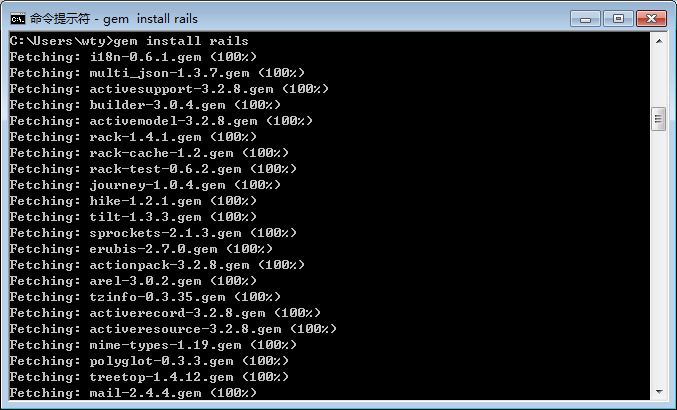 命令提示符 - gem  install rails
C:\Users\wty>gem install rails
Fetching: i18n-0.6.1.gem (100%)
Fetching: multi_json-1.3.7.gem (100%)
Fetching: activesupport-3.2.8.gem (100%)
Fetching: builder-3.0.4.gem (100%)
Fetching: activemodel-3.2.8.gem (100%)
Fetching: rack-1.4.1.gem (100%)
Fetching: rack-cache-1.2.gem (100%)
Fetching: rack-test-0.6.2.gem (100%)
Fetching: journey-1.0.4.gem (100%)
Fetching: hike-1.2.1.gem (100%)
Fetching: tilt-1.3.3.gem (100%)
Fetching: sprockets-2.1.3.gem (100%)
Fetching: erubis-2.7.0.gem (100%)
Fetching: actionpack-3.2.8.gem (100%)
Fetching: arel-3.0.2.gem (100%)
Fetching: tzinfo-0.3.35.gem (100%)
Fetching: activerecord-3.2.8.gem (100%)
Fetching: activeresource-3.2.8.gem (100%)
Fetching: mime-types-1.19.gem (100%)
Fetching: polyglot-0.3.3.gem (100%)
Fetching: treetop-1.4.12.gem (100%)
Fetching: mail-2.4.4.gem (100%)